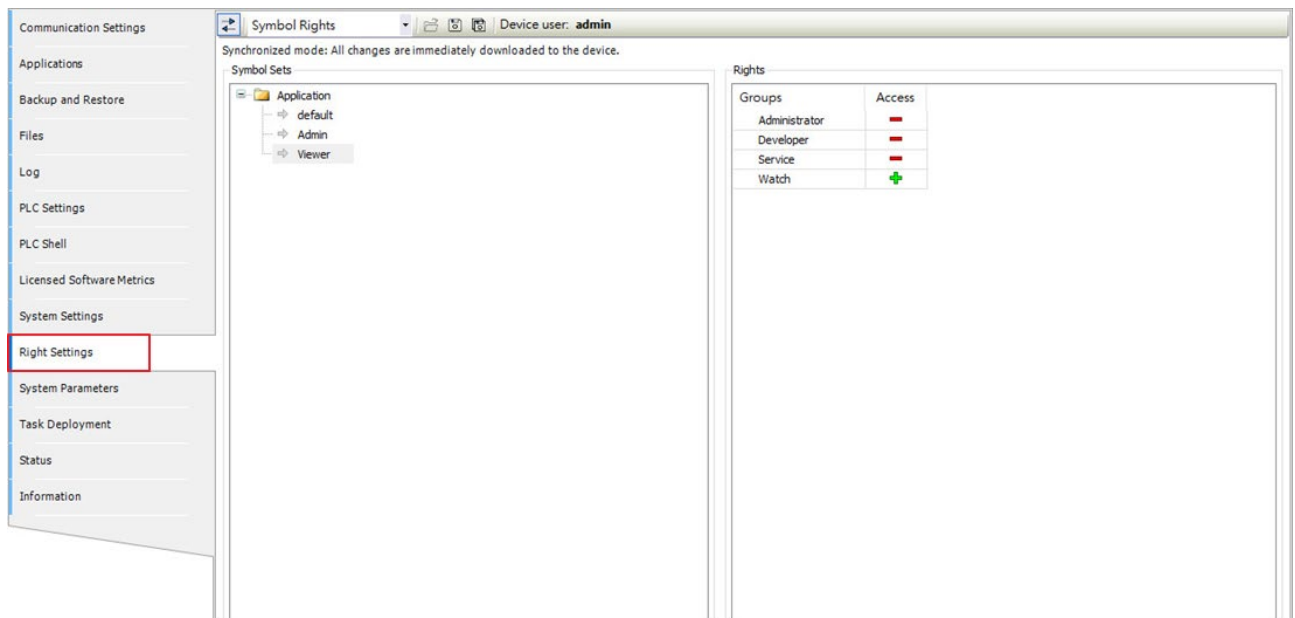 Communication Settings
Applications
Backup and Restore
Files
Log
PLC Settings
PLC Shell
Licensed Software Metrics
System Settings
Right Settings
System Parameters
Task Deployment
Status
Information
Symbol Rights
Device user: admin
Synchronized mode: All changes are immediately downloaded to the device.
Symbol Sets
Application
default
Admin
Viewer
Rights
Groups Access
Administrator
Developer
Service
Watch